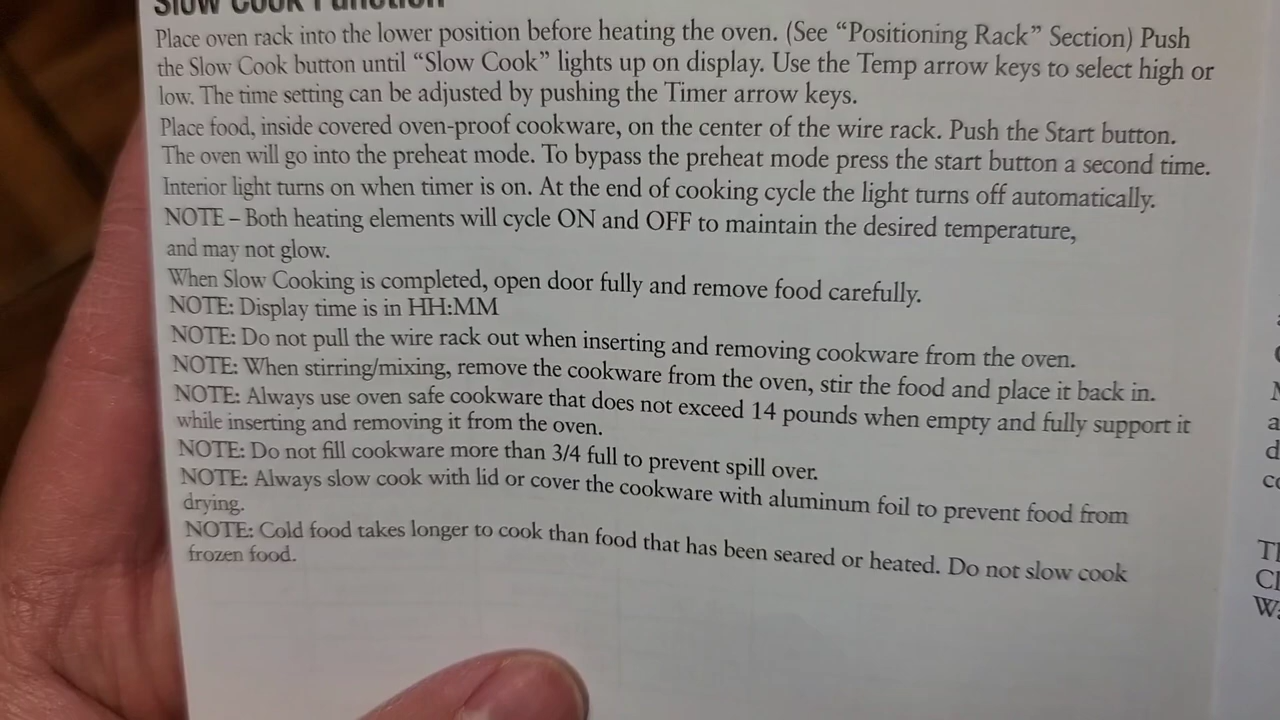 Slow Cook Function
Place oven rack into the lower position before heating the oven. (See “Positioning Rack” Section) Push
the Slow Cook button until “Slow Cook” lights up on display. Use the Temp arrow keys to select high or
low. The time setting can be adjusted by pushing the Timer arrow keys.
Place food, inside covered oven-proof cookware, on the center of the wire rack. Push the Start button.
The oven will go into the preheat mode. To bypass the preheat mode press the start button a second time.
Interior light turns on when timer is on. At the end of cooking cycle the light turns off automatically.
NOTE – Both heating elements will cycle ON and OFF to maintain the desired temperature,
and may not glow.
When Slow Cooking is completed, open door fully and remove food carefully.
NOTE: Display time is in HH:MM
NOTE: Do not pull the wire rack out when inserting and removing cookware from the oven.
NOTE: When stirring/mixing, remove the cookware from the oven, stir the food and place it back in.
NOTE: Always use oven safe cookware that does not exceed 14 pounds when empty and fully support it
while inserting and removing it from the oven.
NOTE: Do not fill cookware more than 3/4 full to prevent spill over.
NOTE: Always slow cook with lid or cover the cookware with aluminum foil to prevent food from
drying.
NOTE: Cold food takes longer to cook than food that has been seared or heated. Do not slow cook
frozen food.